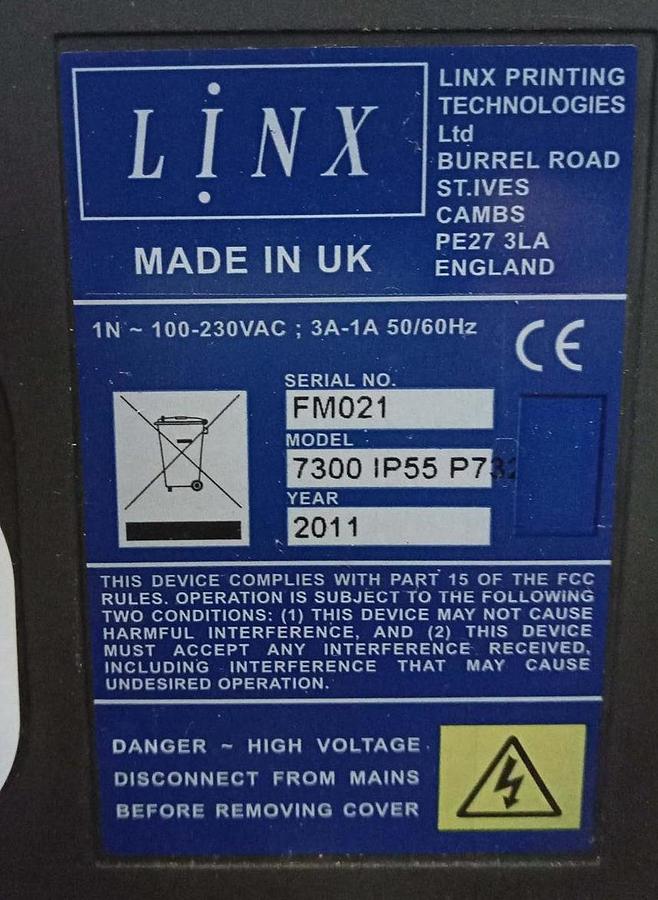 LINX
LINX PRINTING
TECHNOLOGIES
Ltd
BURREL ROAD
ST.IVES
CAMBS
PE27 3LA
ENGLAND
MADE IN UK
1N ~ 100-230VAC ; 3A-1A 50/60Hz
CE
SERIAL NO.
FM021
MODEL
7300 IP55 P732
YEAR
2011
THIS DEVICE COMPLIES WITH PART 15 OF THE FCC
RULES. OPERATION IS SUBJECT TO THE FOLLOWING
TWO CONDITIONS: (1) THIS DEVICE MAY NOT CAUSE
HARMFUL INTERFERENCE, AND (2) THIS DEVICE
MUST ACCEPT ANY INTERFERENCE RECEIVED,
INCLUDING INTERFERENCE THAT MAY CAUSE
UNDESIRED OPERATION.
DANGER ~ HIGH VOLTAGE
DISCONNECT FROM MAINS
BEFORE REMOVING COVER